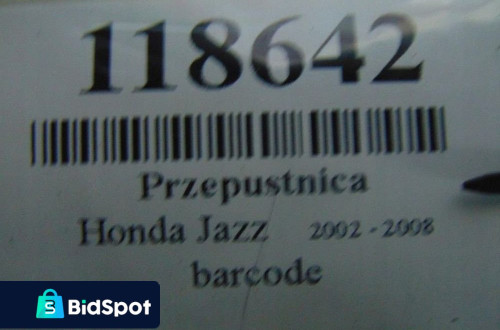 118642
Przepustnica
Honda Jazz 2002 - 2008
barcode
BidSpot